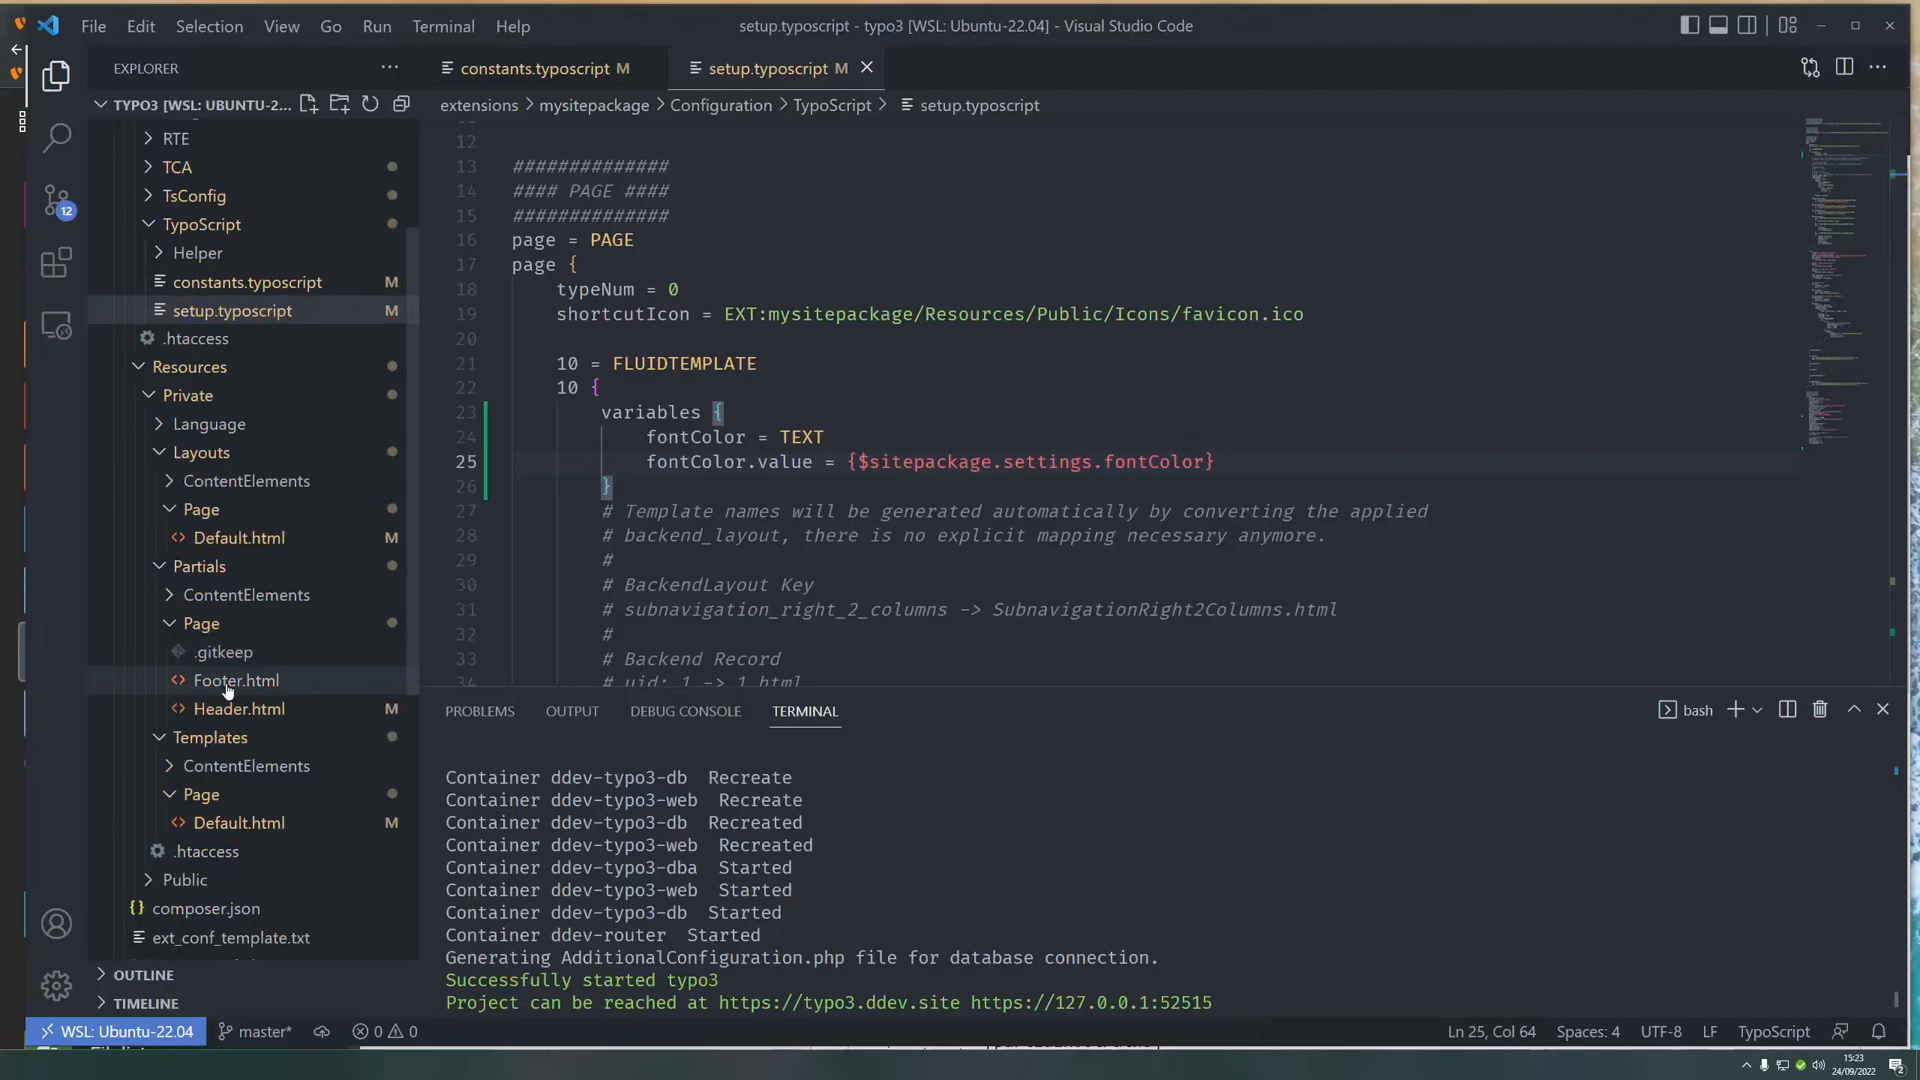 File Edit Selection View Go Run Terminal Help
setup.typoscript - typo3 [WSL: Ubuntu-22.04] - Visual Studio Code
EXPLORER
constants.typoscript M
setup.typoscript M
TYPO3 [WSL: UBUNTU-2...
extensions > mysitepackage > Configuration > TypoScript > setup.typoscript
RTE
TCA
TsConfig
TypoScript
Helper
constants.typoscript M
setup.typoscript M
.htaccess
Resources
Private
Language
Layouts
ContentElements
Page
Default.html M
Partials
ContentElements
Page
.gitkeep
Footer.html
Header.html M
Templates
ContentElements
Page
Default.html M
.htaccess
Public
composer.json
ext_conf_template.txt
OUTLINE
TIMELINE
12
12
13 ##############
14 #### PAGE ####
15 ##############
16 page = PAGE
17 page {
18 typeNum = 0
19 shortcutIcon = EXT:mysitepackage/Resources/Public/Icons/favicon.ico
20
21 10 = FLUIDTEMPLATE
22 10 {
23 variables {
24 fontColor = TEXT
25 fontColor.value = {$sitepackage.settings.fontColor}
26 }
27 # Template names will be generated automatically by converting the applied
28 # backend_layout, there is no explicit mapping necessary anymore.
29 #
30 # BackendLayout Key
31 # subnavigation_right_2_columns -> SubnavigationRight2Columns.html
32 #
33 # Backend Record
34 # uid: 1 -> 1.html
PROBLEMS OUTPUT DEBUG CONSOLE TERMINAL
bash
Container ddev-typo3-db Recreate
Container ddev-typo3-web Recreate
Container ddev-typo3-db Recreated
Container ddev-typo3-web Recreated
Container ddev-typo3-dba Started
Container ddev-typo3-web Started
Container ddev-typo3-db Started
Container ddev-router Started
Generating AdditionalConfiguration.php file for database connection.
Successfully started typo3
Project can be reached at https://typo3.ddev.site https://127.0.0.1:52515
WSL: Ubuntu-22.04 master* 0 0
Ln 25, Col 64 Spaces: 4 UTF-8 LF TypoScript
15:23
24/09/2022